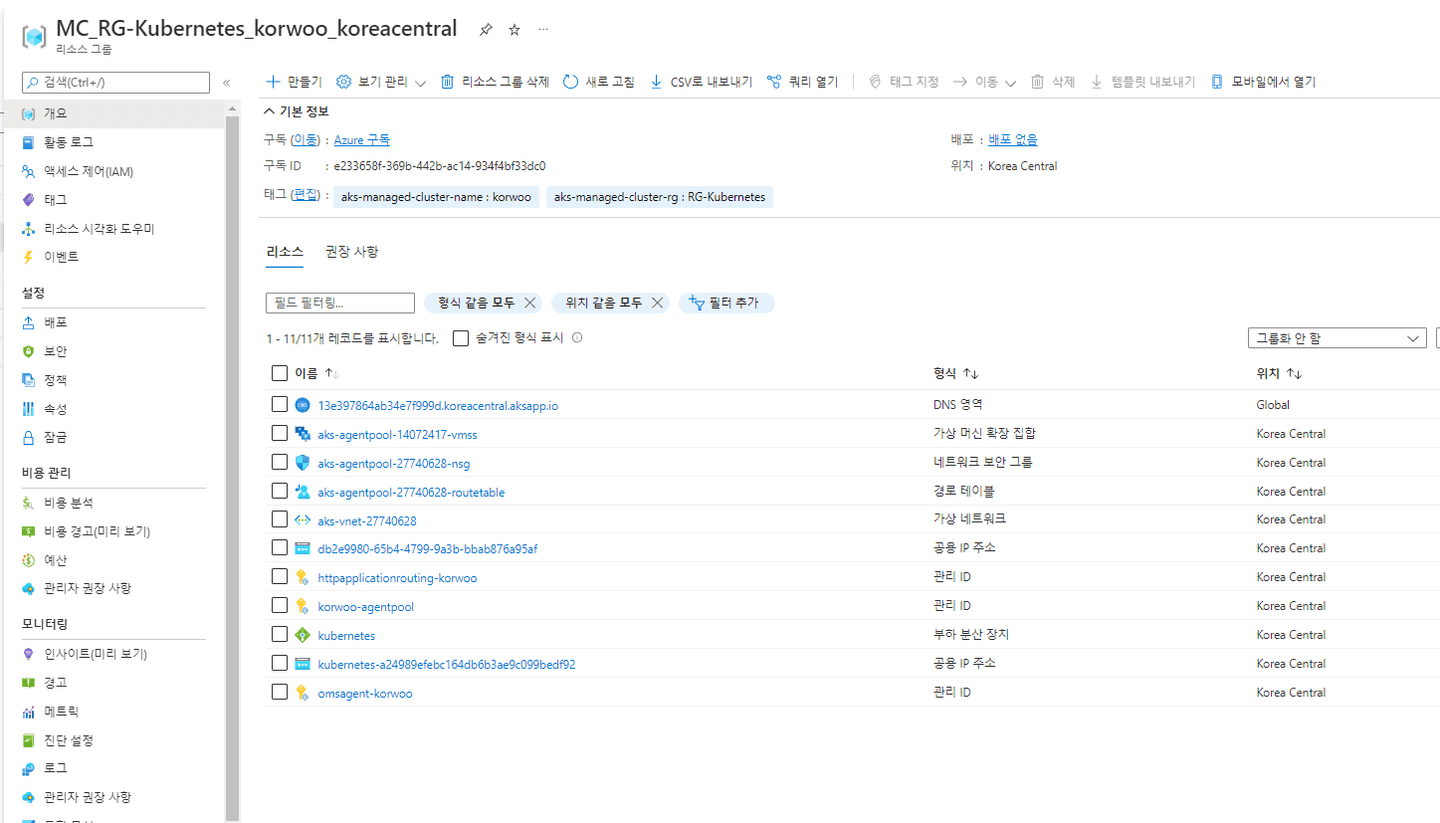 MC_RG-Kubernetes_korwoo_koreacentral
리소스 그룹
검색(Ctrl+/)
만들기 보기 관리 리소스 그룹 삭제 새로 고침 CSV로 내보내기 쿼리 열기 태그 지정 이동 삭제 템플릿 내보내기 모바일에서 열기
개요
활동 로그
액세스 제어(IAM)
태그
리소스 시각화 도우미
이벤트
설정
배포
보안
정책
속성
잠금
비용 관리
비용 분석
비용 경고(미리 보기)
예산
관리자 권장 사항
모니터링
인사이트(미리 보기)
경고
메트릭
진단 설정
로그
관리자 권장 사항
기본 정보
구독 (이동) : Azure 구독
배포 : 배포 없음
구독 ID : e233658f-369b-442b-ac14-934f4bf33dc0
위치 : Korea Central
태그 (편집) : aks-managed-cluster-name : korwoo aks-managed-cluster-rg : RG-Kubernetes
리소스 권장 사항
필드 필터링... 형식 같음 모두 위치 같음 모두 필터 추가
1 - 11/11개 레코드를 표시합니다. 숨겨진 형식 표시 그룹화 안 함
이름 형식 위치
13e397864ab34e7f999d.koreacentral.aksapp.io DNS 영역 Global
aks-agentpool-14072417-vmss 가상 머신 확장 집합 Korea Central
aks-agentpool-27740628-nsg 네트워크 보안 그룹 Korea Central
aks-agentpool-27740628-routetable 경로 테이블 Korea Central
aks-vnet-27740628 가상 네트워크 Korea Central
db2e9980-65b4-4799-9a3b-bbab876a95af 공용 IP 주소 Korea Central
httpapplicationrouting-korwoo 관리 ID Korea Central
korwoo-agentpool 관리 ID Korea Central
kubernetes 부하 분산 장치 Korea Central
kubernetes-a24989efebc164db6b3ae9c099bedf92 공용 IP 주소 Korea Central
omsagent-korwoo 관리 ID Korea Central